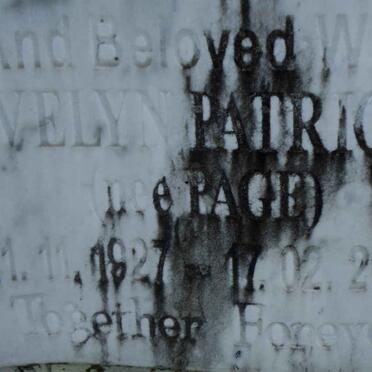 And Beloved W
VELYN PATRIC
(nee PAGE)
1.11.1927 - 17.02.2
Together Forev